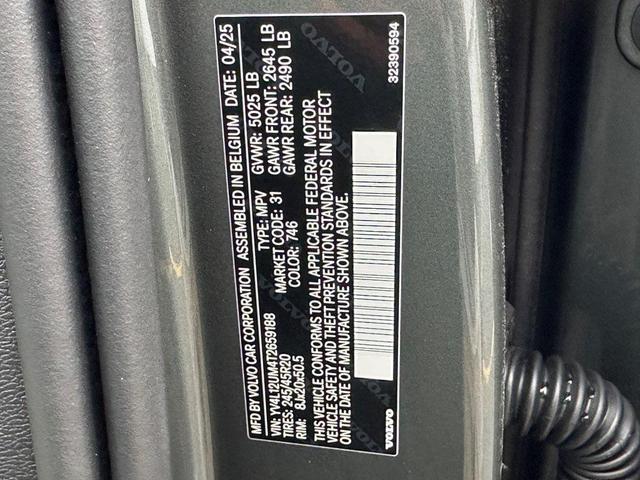 MFD BY VOLVO CAR CORPORATION ASSEMBLED IN BELGIUM DATE: 04/25
VIN: YV4L12UM4T2659188 TYPE: MPV GVWR: 5025 LB
TIRES: 245/45R20 MARKET CODE: 31 GAWR FRONT: 2645 LB
RIM: 8Jx20x50.5 COLOR: 746 GAWR REAR: 2490 LB
THIS VEHICLE CONFORMS TO ALL APPLICABLE FEDERAL MOTOR
VEHICLE SAFETY AND THEFT PREVENTION STANDARDS IN EFFECT
ON THE DATE OF MANUFACTURE SHOWN ABOVE.
VOLVO 32390594